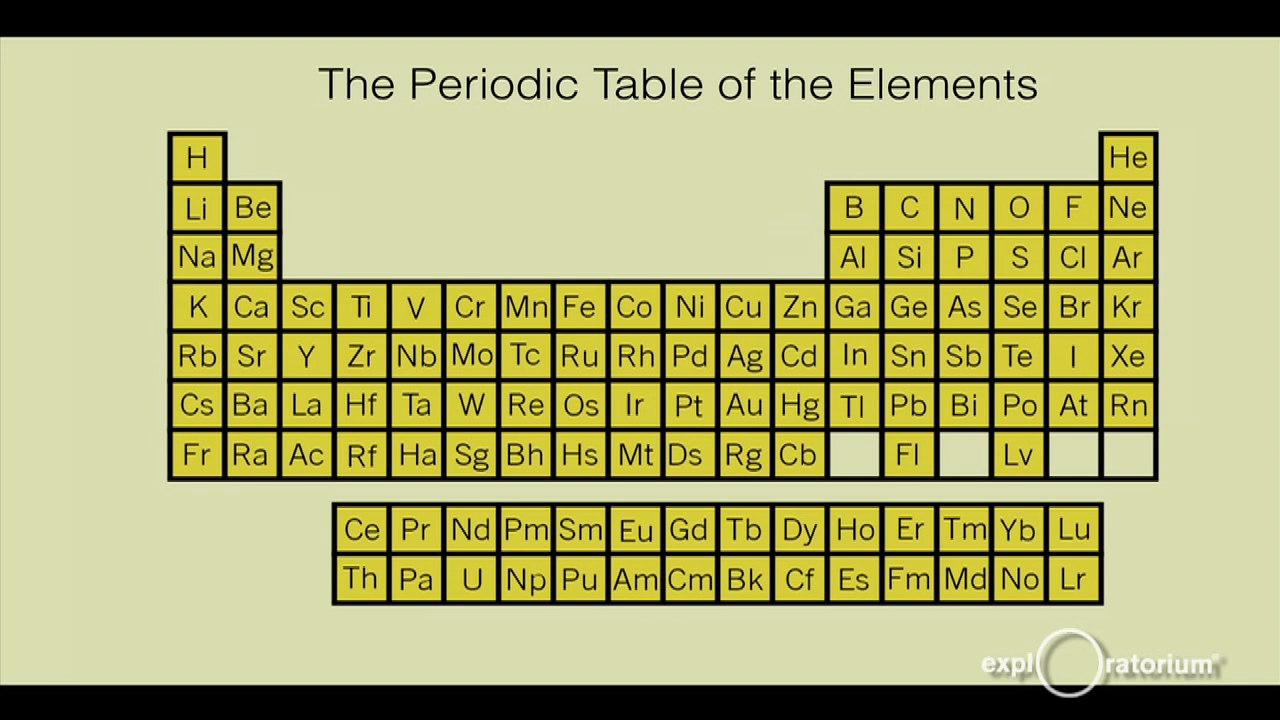 The Periodic Table of the Elements
H He
Li Be B C N O F Ne
Na Mg Al Si P S Cl Ar
K Ca Sc Ti V Cr Mn Fe Co Ni Cu Zn Ga Ge As Se Br Kr
Rb Sr Y Zr Nb Mo Tc Ru Rh Pd Ag Cd In Sn Sb Te I Xe
Cs Ba La Hf Ta W Re Os Ir Pt Au Hg Tl Pb Bi Po At Rn
Fr Ra Ac Rf Ha Sg Bh Hs Mt Ds Rg Cb Fl Lv
Ce Pr Nd Pm Sm Eu Gd Tb Dy Ho Er Tm Yb Lu
Th Pa U Np Pu Am Cm Bk Cf Es Fm Md No Lr
exploratorium®